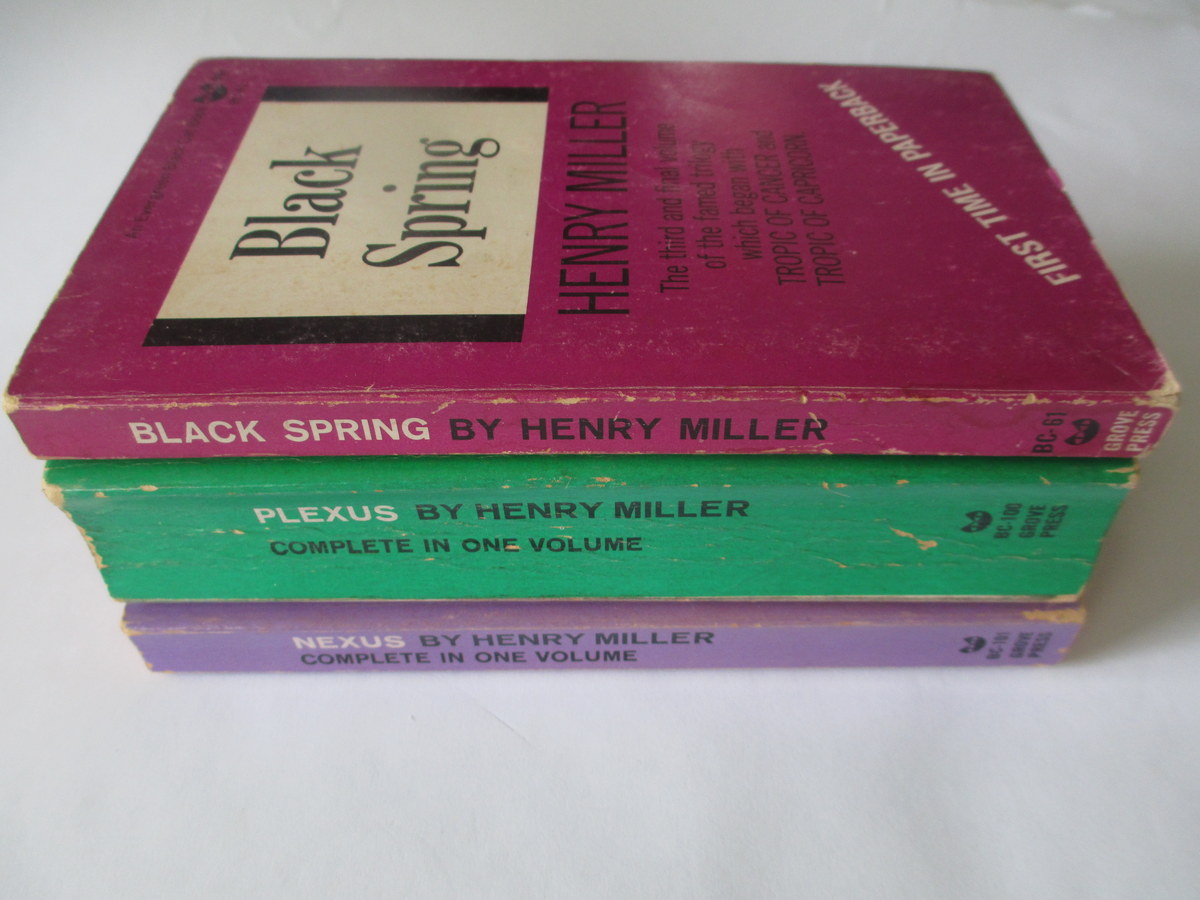 Black
Spring
HENRY MILLER
The third and final volume
of the famed trilogy
which began with
TROPIC OF CANCER and
TROPIC OF CAPRICORN
FIRST TIME IN PAPERBACK
BLACK SPRING BY HENRY MILLER
BC-61
GROVE
PRESS
PLEXUS BY HENRY MILLER
COMPLETE IN ONE VOLUME
BC-100
GROVE
PRESS
NEXUS BY HENRY MILLER
COMPLETE IN ONE VOLUME
BC-181
GROVE
PRESS